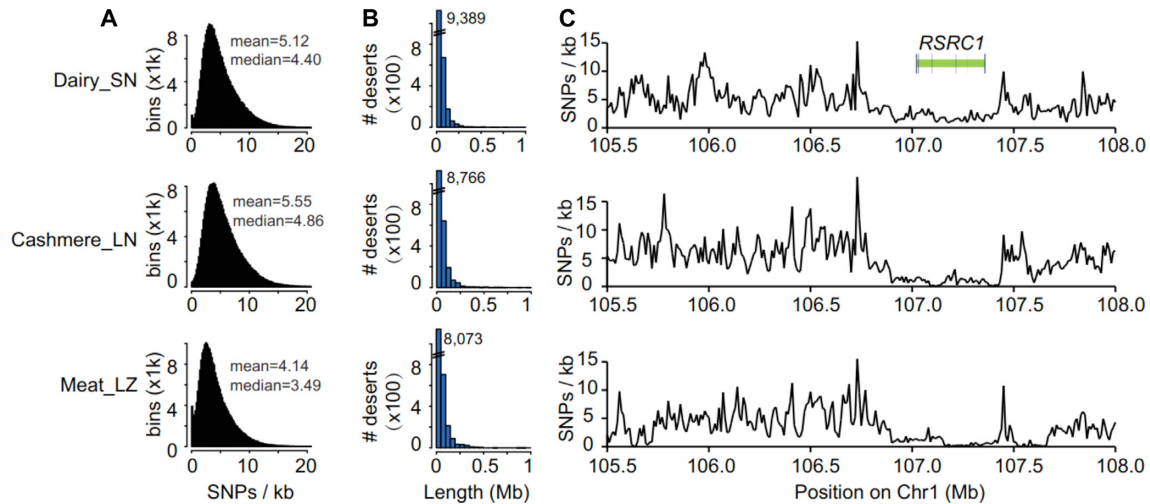 A
B
C
Dairy_SN
bins (x1k)
8
4
0
mean=5.12
median=4.40
0 10 20
# deserts
(x100)
8
4
0
9,389
0 0.5 1
SNPs / kb
15
10
5
0
RSRC1
105.5 106.0 106.5 107.0 107.5 108.0
Cashmere_LN
bins (x1k)
8
4
0
mean=5.55
median=4.86
0 10 20
# deserts
(x100)
8
4
0
8,766
0 0.5 1
SNPs / kb
15
10
5
0
105.5 106.0 106.5 107.0 107.5 108.0
Meat_LZ
bins (x1k)
8
4
0
mean=4.14
median=3.49
0 10 20
SNPs / kb
# deserts
(x100)
8
4
0
8,073
0 0.5 1
Length (Mb)
SNPs / kb
15
10
5
0
105.5 106.0 106.5 107.0 107.5 108.0
Position on Chr1 (Mb)